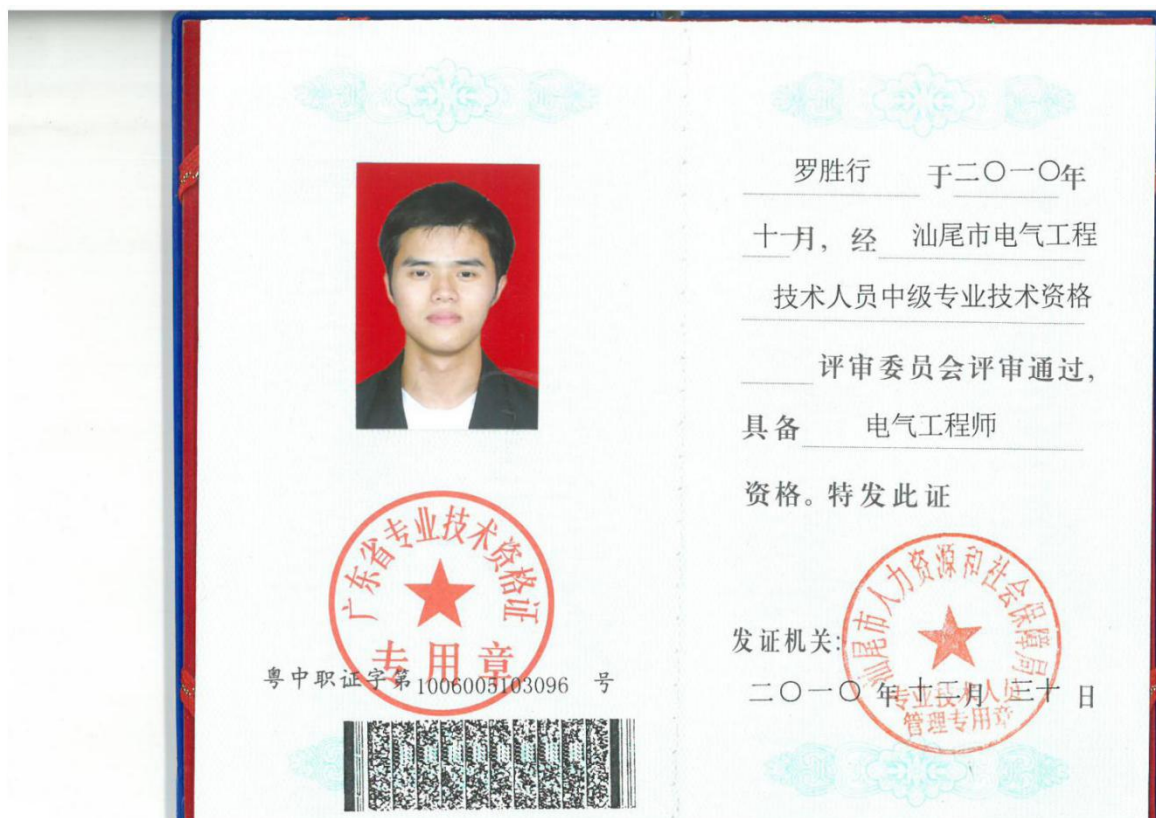 广东省专业技术资格证
专用章
粤中职证字第1006003103096 号
罗胜行 于二〇一〇年
十一月，经 汕尾市电气工程
技术人员中级专业技术资格
评审委员会评审通过，
具备 电气工程师
资格。特发此证
汕尾市人力资源和社会保障局
专业技术人员
管理专用章
发证机关：
二〇一〇 年 十二月 三十 日